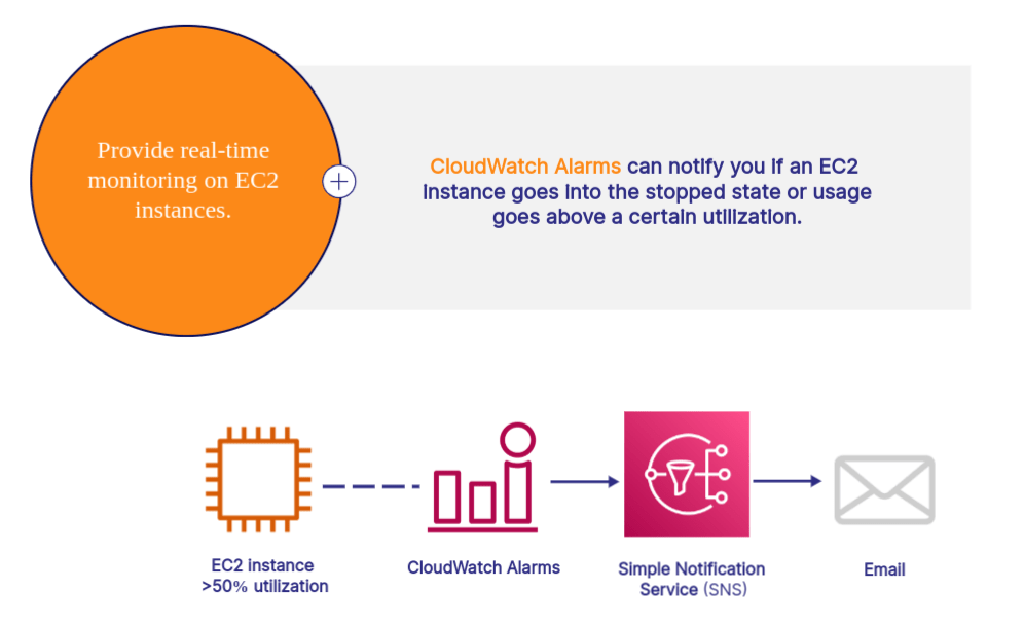 Provide real-time
monitoring on EC2
instances.
CloudWatch Alarms can notify you if an EC2
instance goes into the stopped state or usage
goes above a certain utilization.
EC2 instance
>50% utilization
CloudWatch Alarms
Simple Notification
Service (SNS)
Email